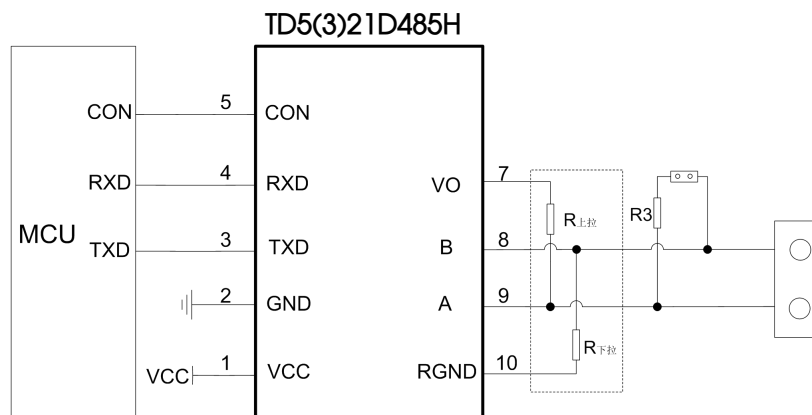 TD5(3)21D485H
CON 5 CON
RXD 4 RXD
VO 7
R上拉
R3
MCU
TXD 3 TXD
B 8
2 GND
A 9
R下拉
VCC 1 VCC
RGND 10